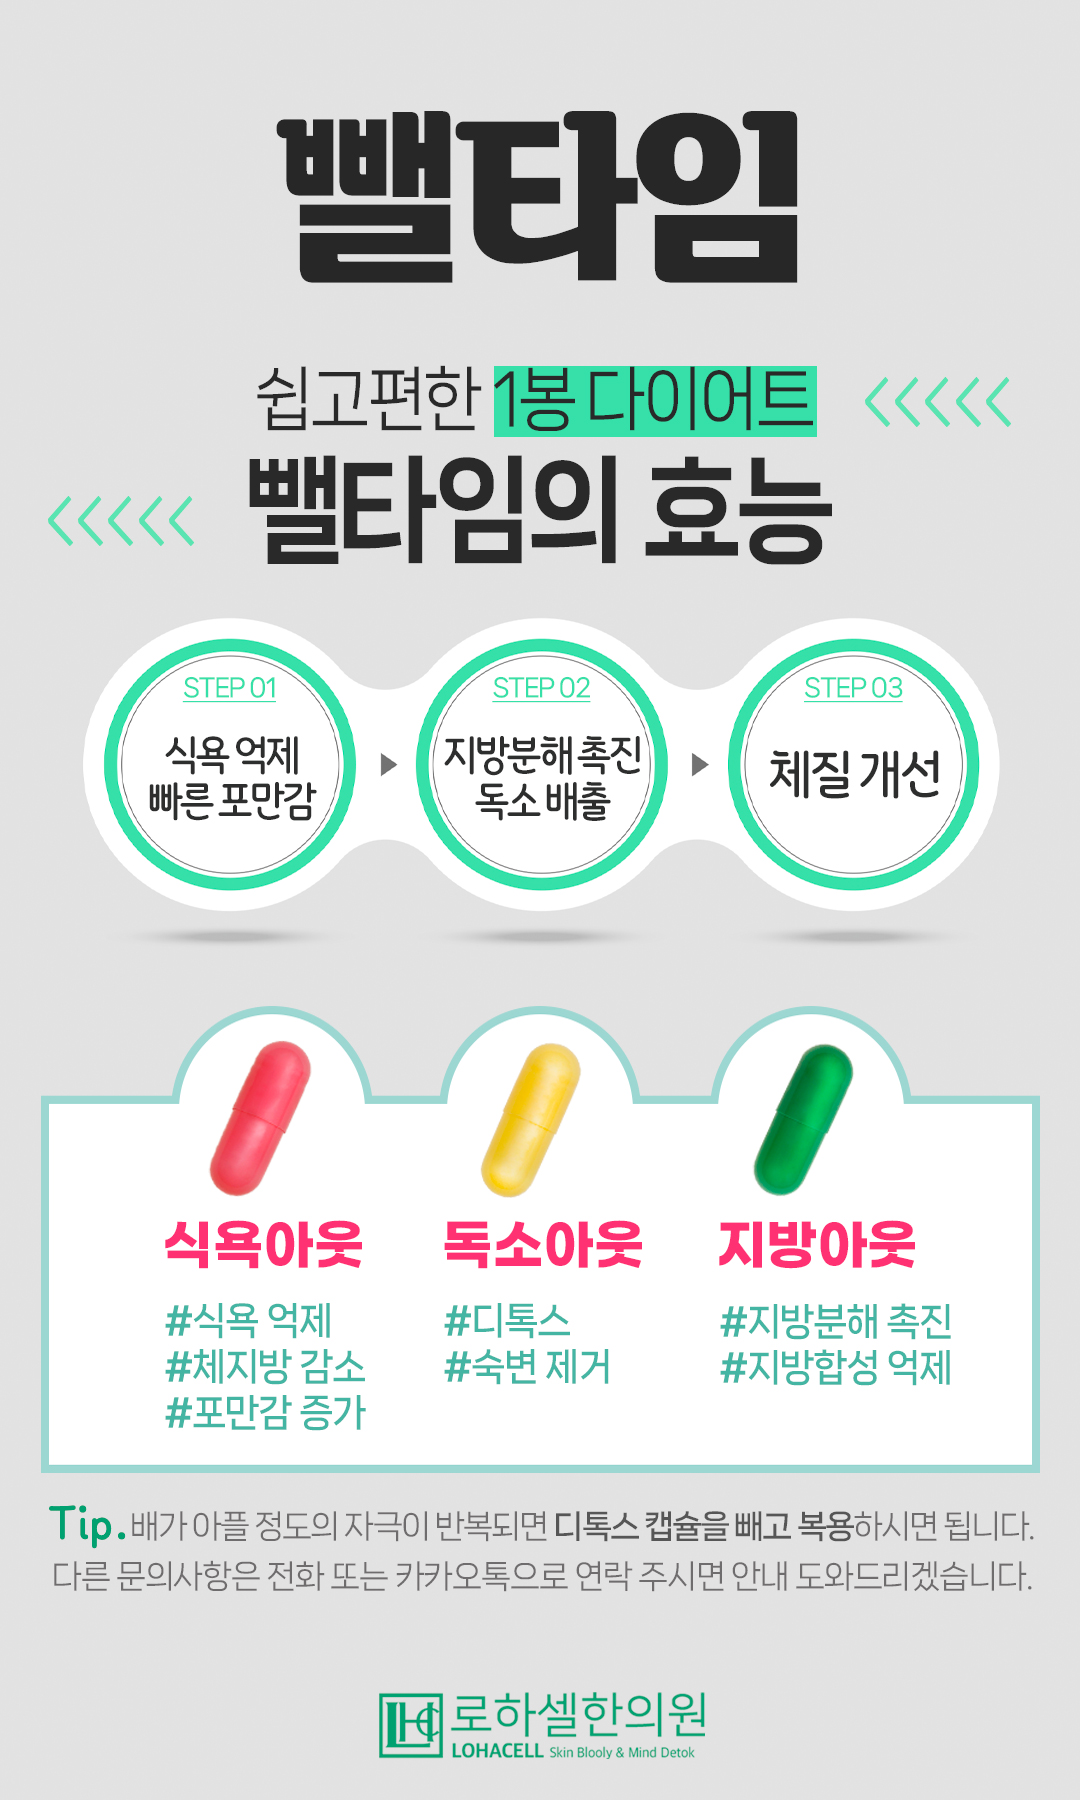 뺄타임
쉽고편한 1봉 다이어트
뺄타임의 효능
STEP 01
식욕 억제
빠른 포만감
STEP 02
지방분해 촉진
독소 배출
STEP 03
체질 개선
식욕아웃
#식욕 억제
#체지방 감소
#포만감 증가
독소아웃
#디톡스
#숙변 제거
지방아웃
#지방분해 촉진
#지방합성 억제
Tip. 배가 아플 정도의 자극이 반복되면 디톡스 캡슐을 빼고 복용하시면 됩니다.
다른 문의사항은 전화 또는 카카오톡으로 연락 주시면 안내 도와드리겠습니다.
LHC 로하셀한의원
LOHACELL Skin Blooly & Mind Detok